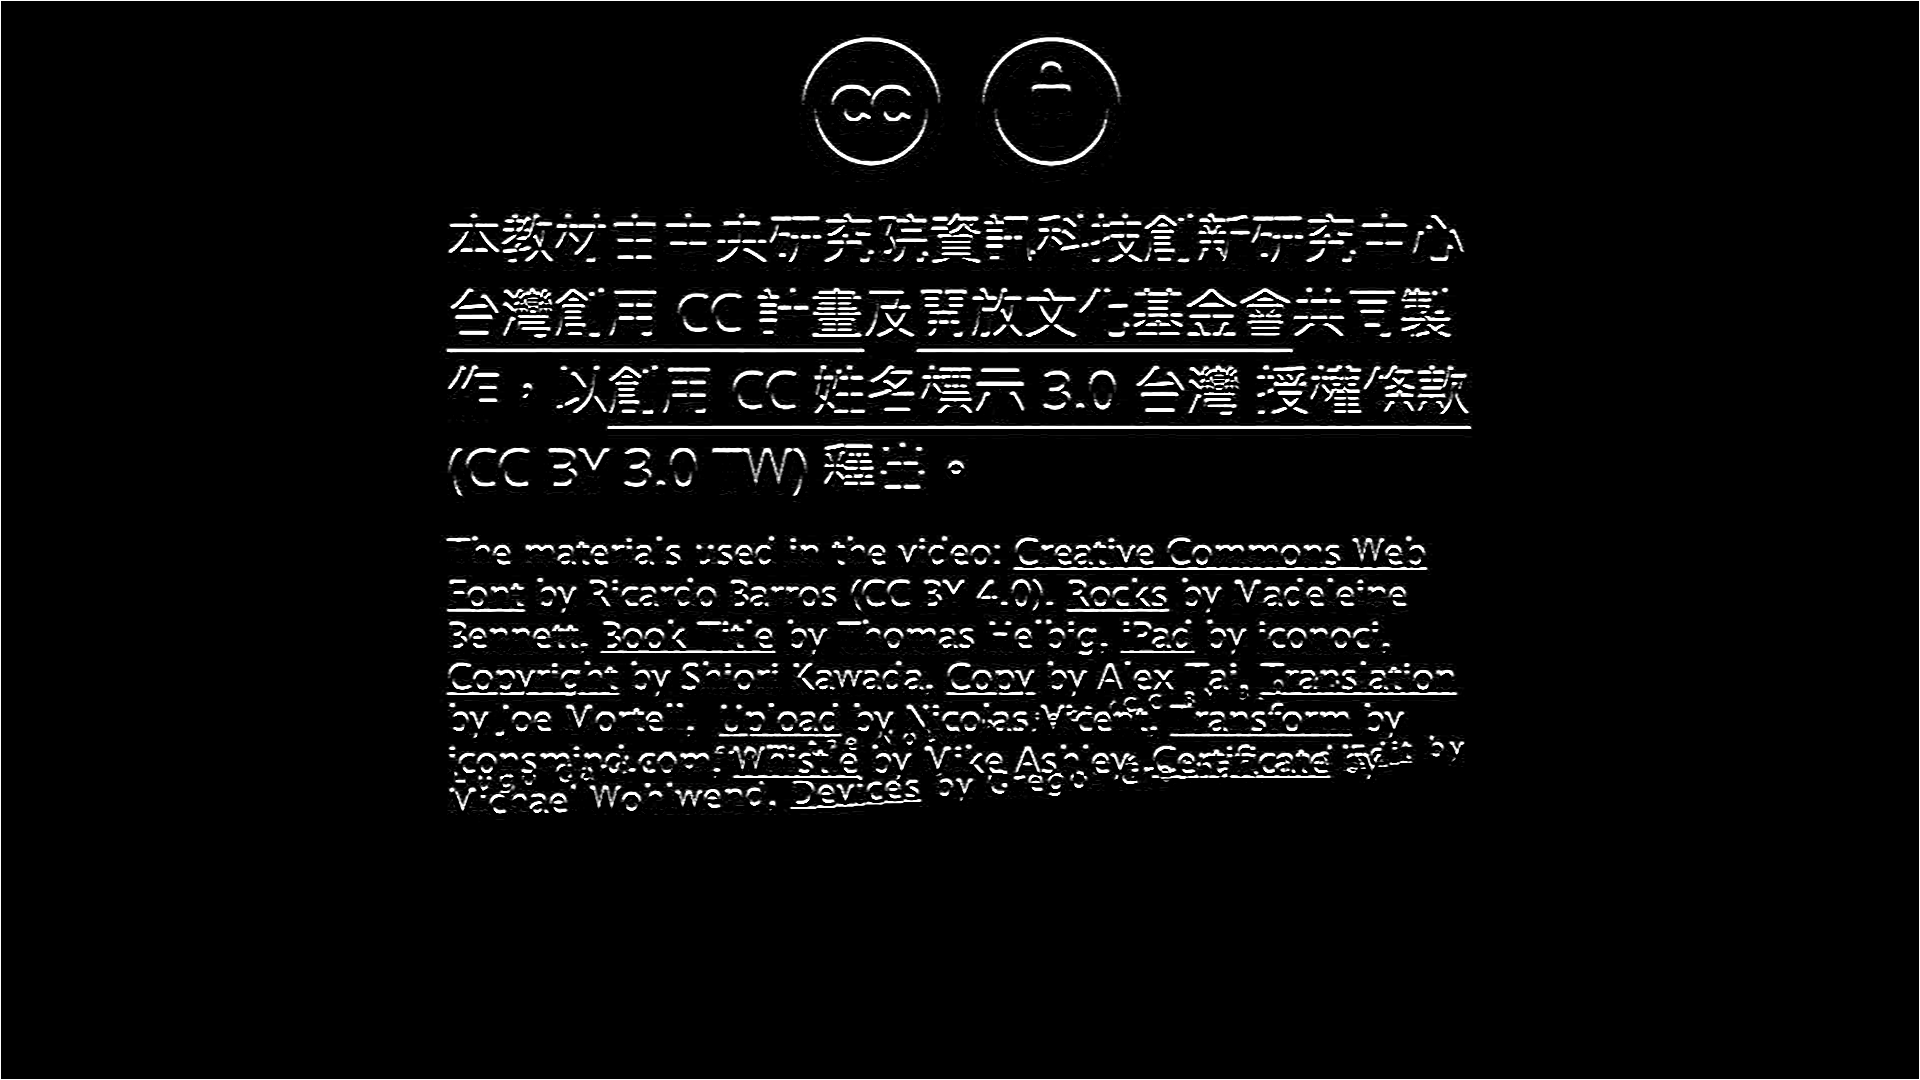 cc
本教材由中央研究院資訊科技創新研究中心
台灣創用 CC 計畫及開放文化基金會共同製
作，以創用 CC 姓名標示 3.0 台灣 授權條款
(CC BY 3.0 TW) 釋出。
The materials used in the video: Creative Commons Web
Font by Ricardo Barros (CC BY 4.0). Rocks by Madeleine
Bennett. Book Title by Thomas Helbig. iPad by iconoci.
Copyright by Shiori Kawada. Copy by Alex Tai. Translation
by Joe Mortell. Upload by Nicolas Vicent. Transform by
iconsmind.com. Whistle by Mike Ashley. Certificate by
Michael Wohlwend. Devices by